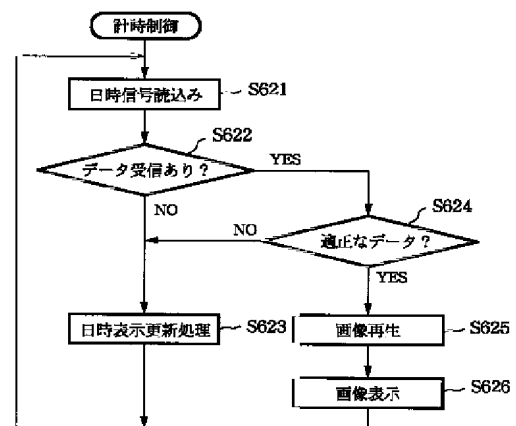 計時制御
日時信号読込み S621
S622
データ受信あり？ YES
NO
S624
NO 適正なデータ？
YES
日時表示更新処理 S623
画像再生 S625
画像表示 S626